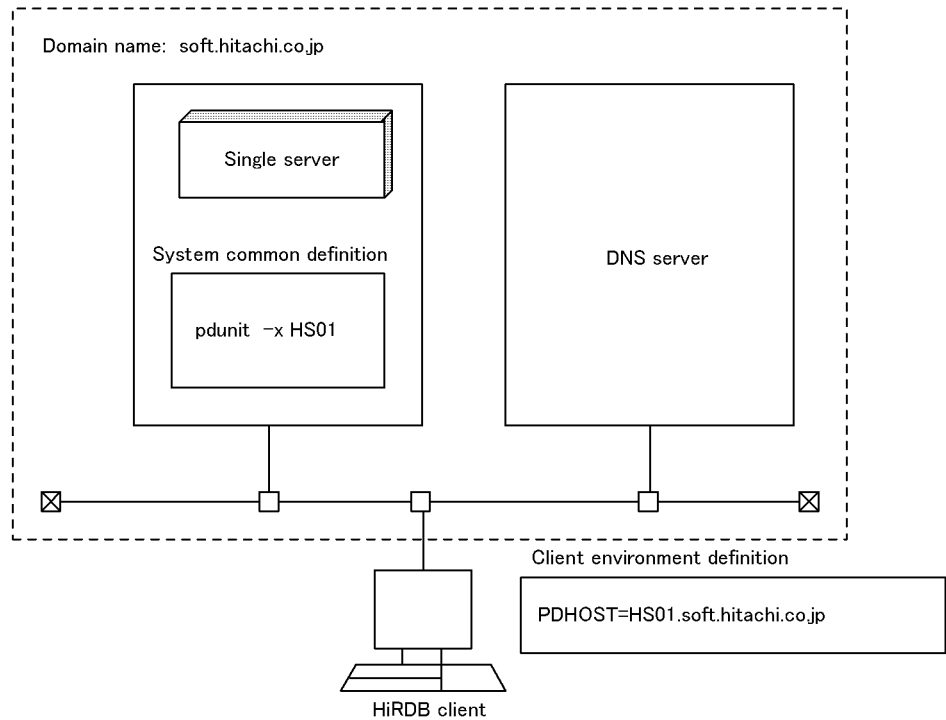 Domain name: soft.hitachi.co.jp
Single server
System common definition
pdunit -x HS01
DNS server
Client environment definition
PDHOST=HS01.soft.hitachi.co.jp
HiRDB client